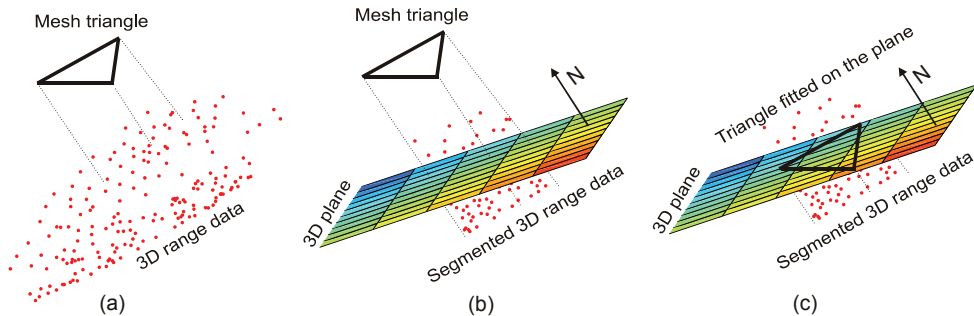 Mesh triangle
3D range data
(a)
Mesh triangle
N
3D plane
Segmented 3D range data
(b)
Triangle fitted on the plane
N
3D plane
Segmented 3D range data
(c)